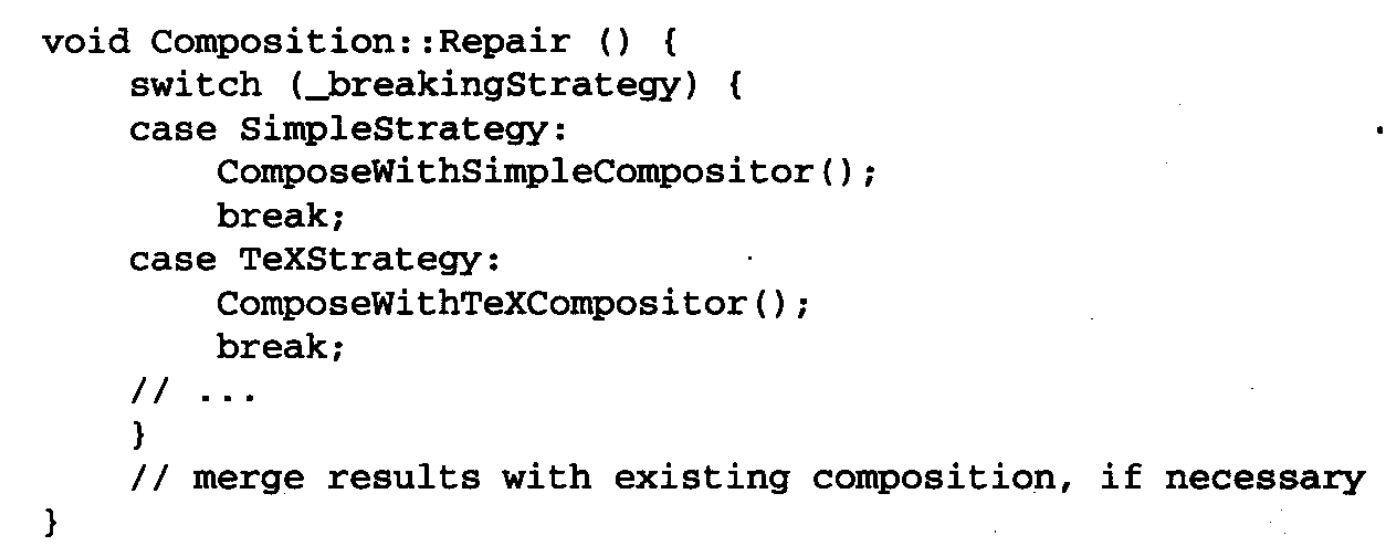 void Composition::Repair () {
switch (_breakingStrategy) {
case SimpleStrategy:
ComposeWithSimpleCompositor();
break;
case TeXStrategy:
ComposeWithTeXCompositor();
break;
// ...
}
// merge results with existing composition, if necessary
}